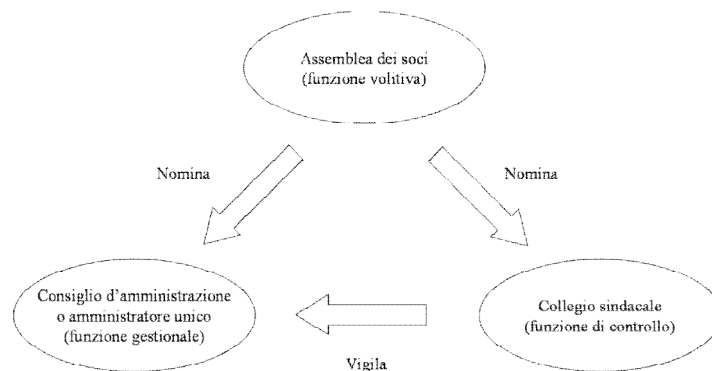 Assemblea dei soci
(funzione volitiva)
Nomina
Nomina
Consiglio d'amministrazione
o amministratore unico
(funzione gestionale)
Collegio sindacale
(funzione di controllo)
Vigila